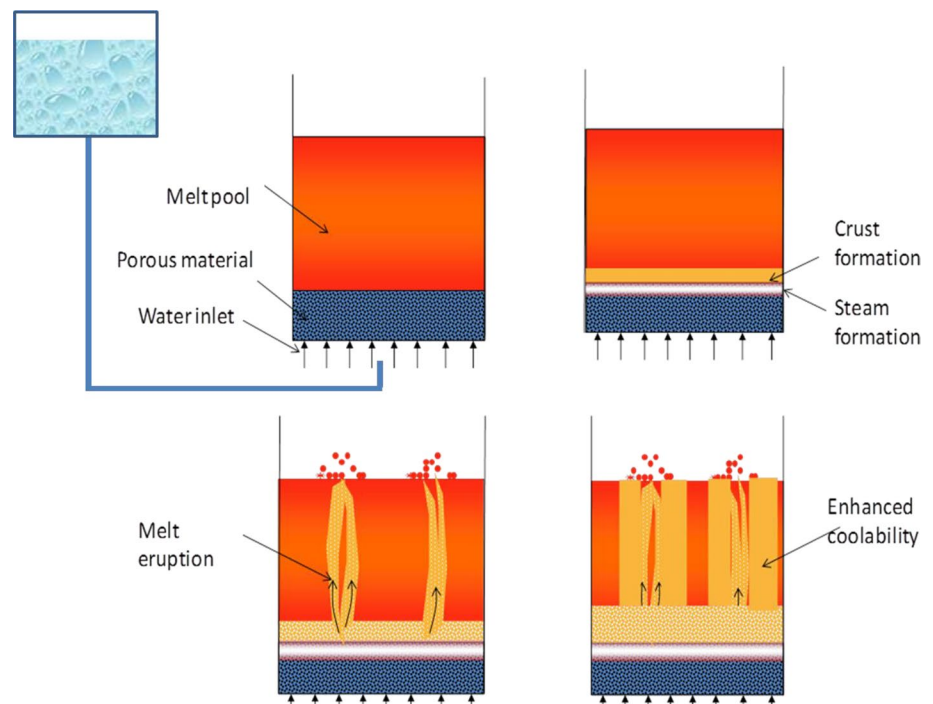 Melt pool
Porous material
Water inlet
Crust
formation
Steam
formation
Melt
eruption
Enhanced
coolability